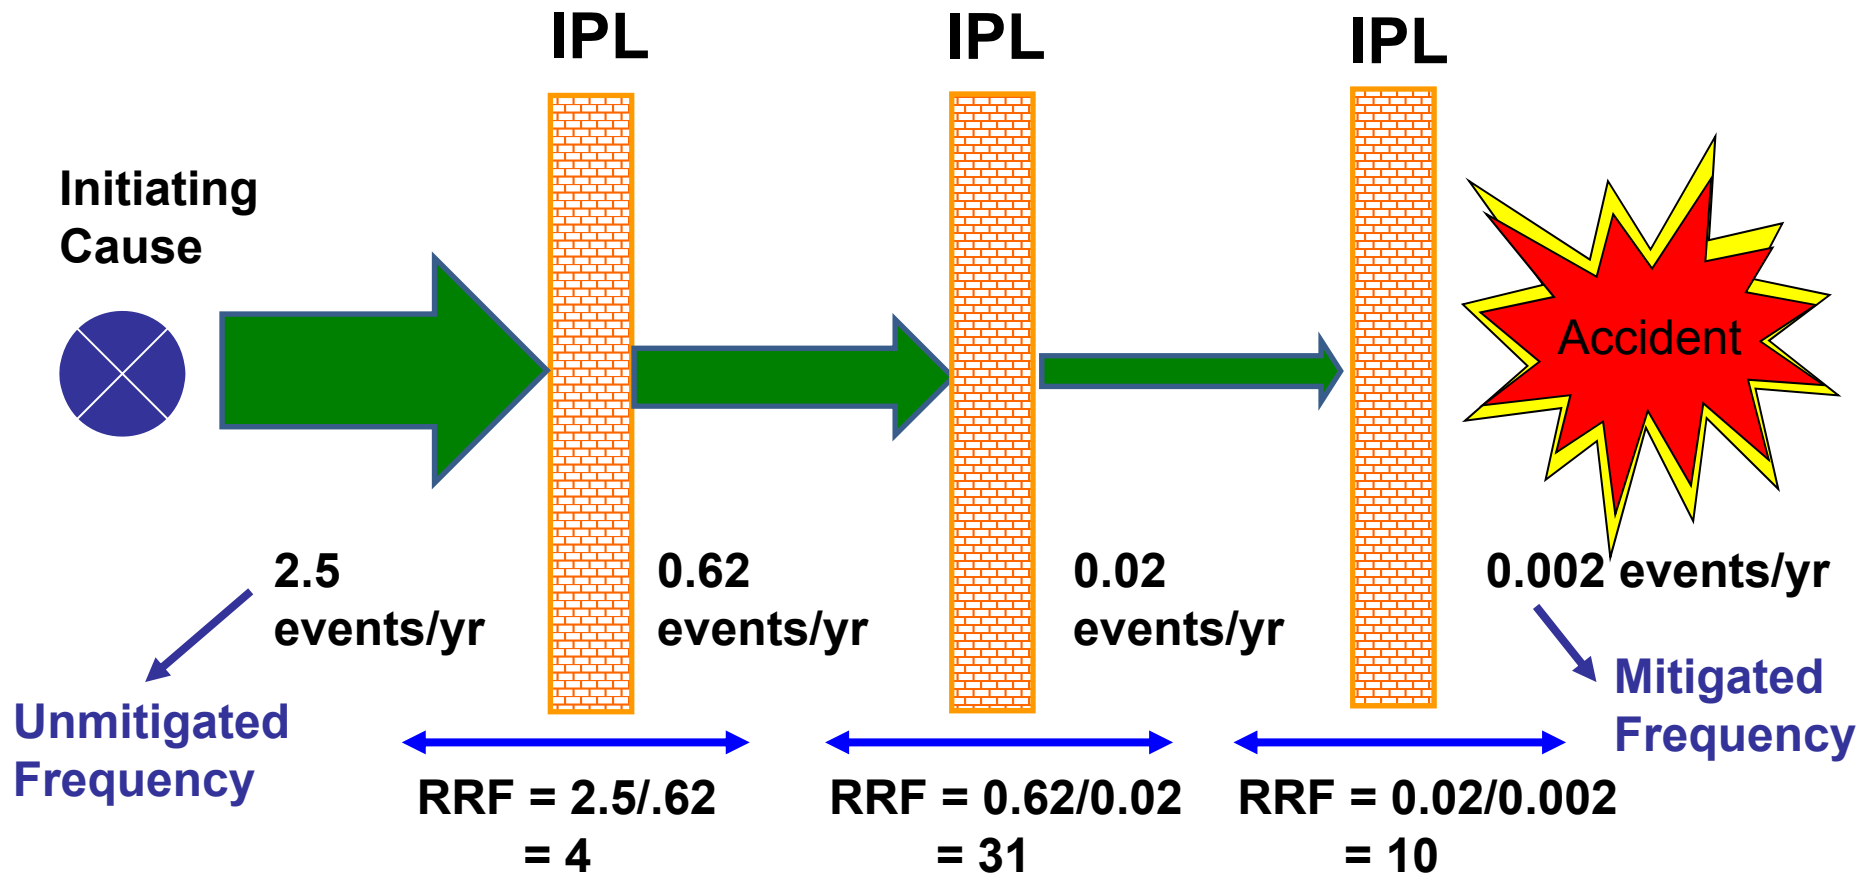 IPL
IPL
IPL
Initiating
Cause
Accident
2.5
events/yr
0.62
events/yr
0.02
events/yr
0.002 events/yr
Unmitigated
Frequency
Mitigated
Frequency
RRF = 2.5/.62
= 4
RRF = 0.62/0.02
= 31
RRF = 0.02/0.002
= 10